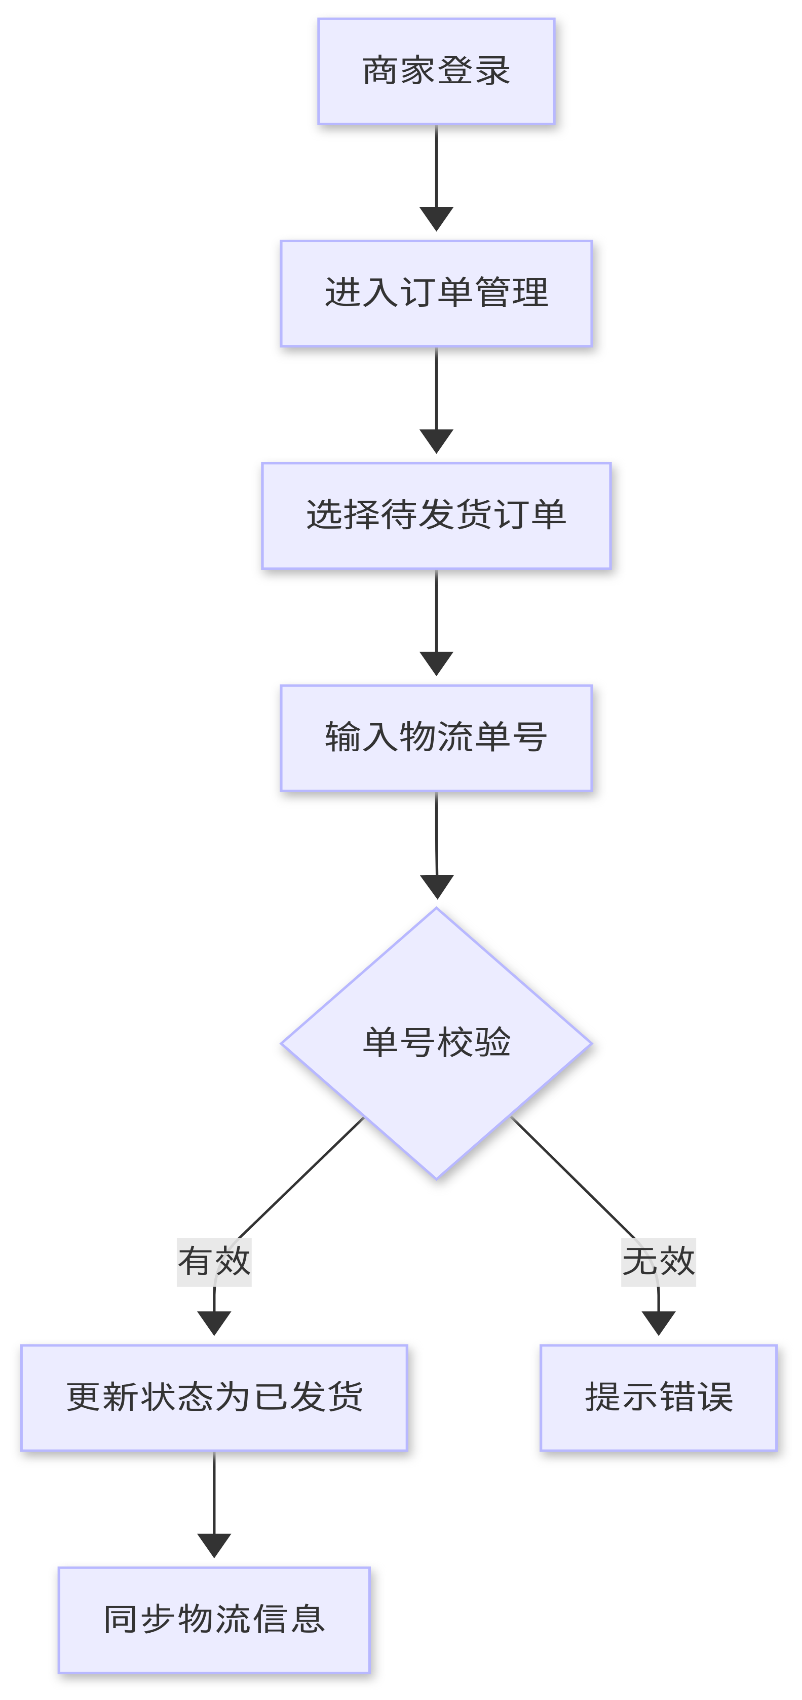 商家登录
进入订单管理
选择待发货订单
输入物流单号
单号校验
有效
无效
更新状态为已发货
提示错误
同步物流信息